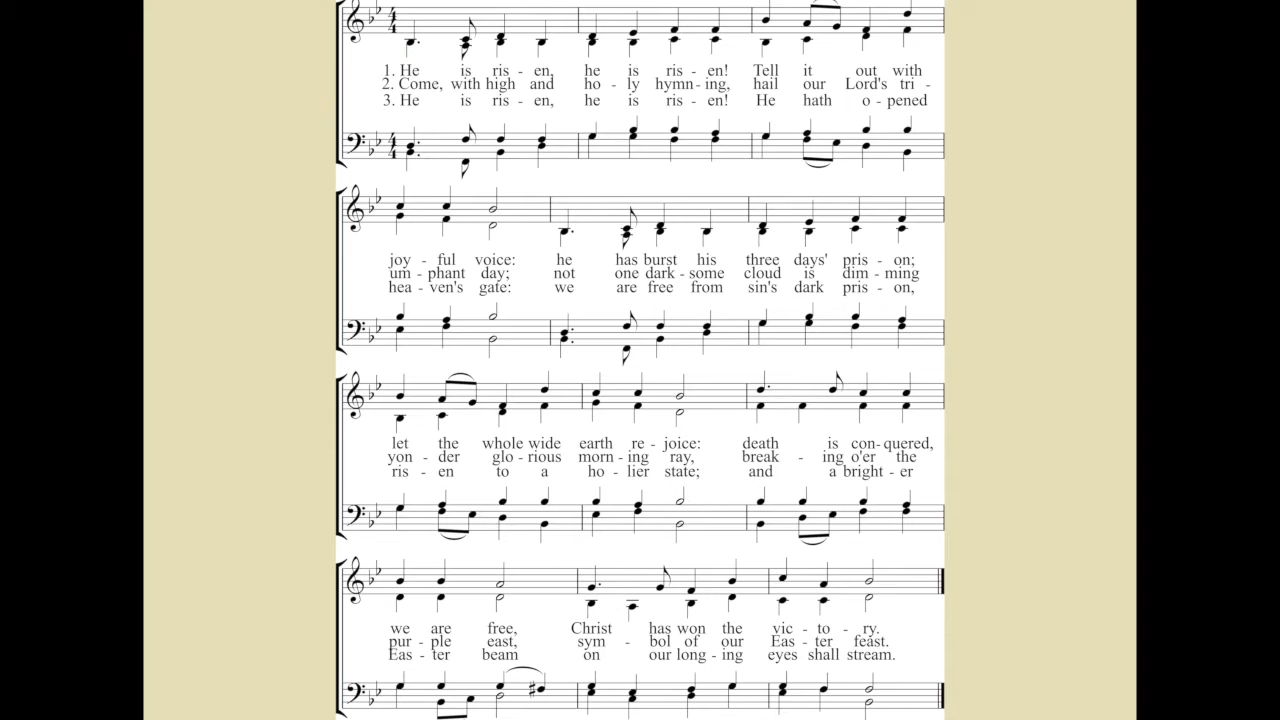 1. He is ris - en, he is ris - en! Tell it out with
2. Come, with high and ho - ly hymn - ing, hail our Lord's tri -
3. He is ris - en, he is ris - en! He hath o - pened
joy - ful voice: he has burst his three days' pris - on;
um - phant day; not one dark - some cloud is dim - ming
hea - ven's gate: we are free from sin's dark pris - on,
let the whole wide earth re - joice: death is con - quered,
yon - der glo - rious morn - ing ray, break - ing o'er the
ris - en to a ho - lier state; and a bright - er
we are free, Christ has won the vic - to - ry.
pur - ple east, sym - bol of our Eas - ter feast.
Eas - ter beam on our long - ing eyes shall stream.